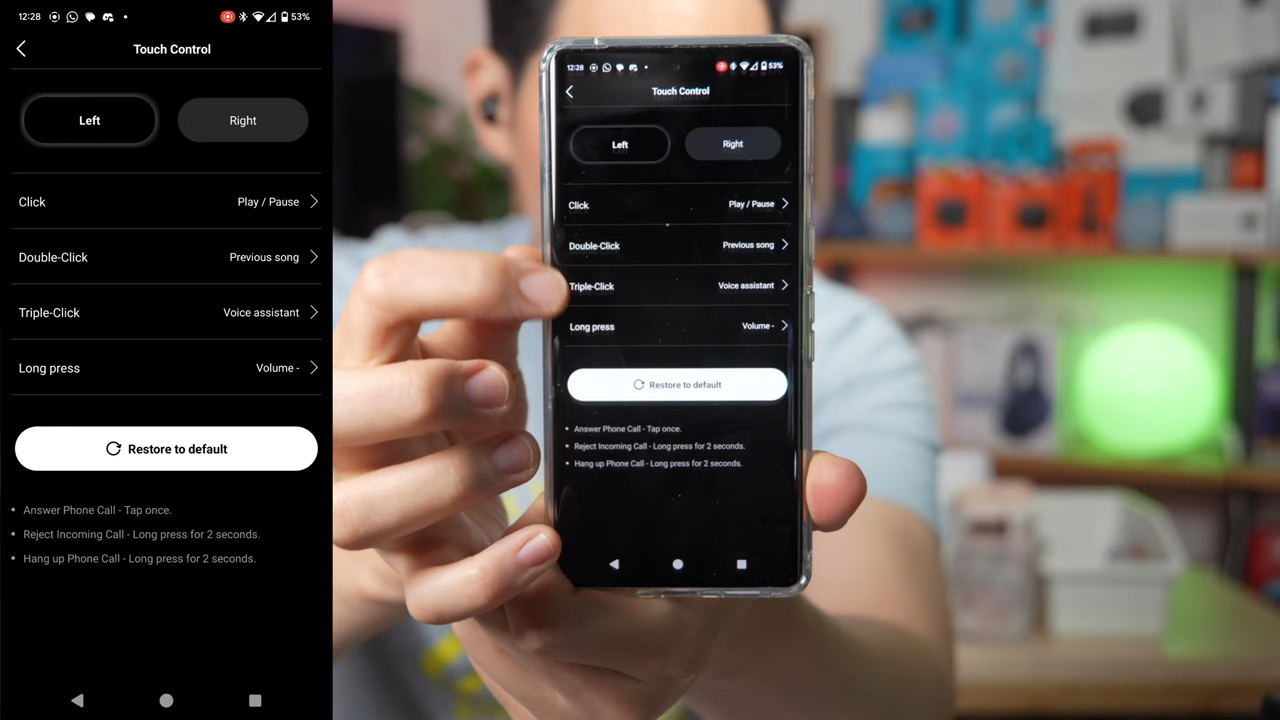 12:28 53%
Touch Control
Left Right
Click Play / Pause
Double-Click Previous song
Triple-Click Voice assistant
Long press Volume -
Restore to default
• Answer Phone Call - Tap once.
• Reject Incoming Call - Long press for 2 seconds.
• Hang up Phone Call - Long press for 2 seconds.
12:28 53%
Touch Control
Left Right
Click Play / Pause
Double-Click Previous song
Triple-Click Voice assistant
Long press Volume -
Restore to default
• Answer Phone Call - Tap once.
• Reject Incoming Call - Long press for 2 seconds.
• Hang up Phone Call - Long press for 2 seconds.